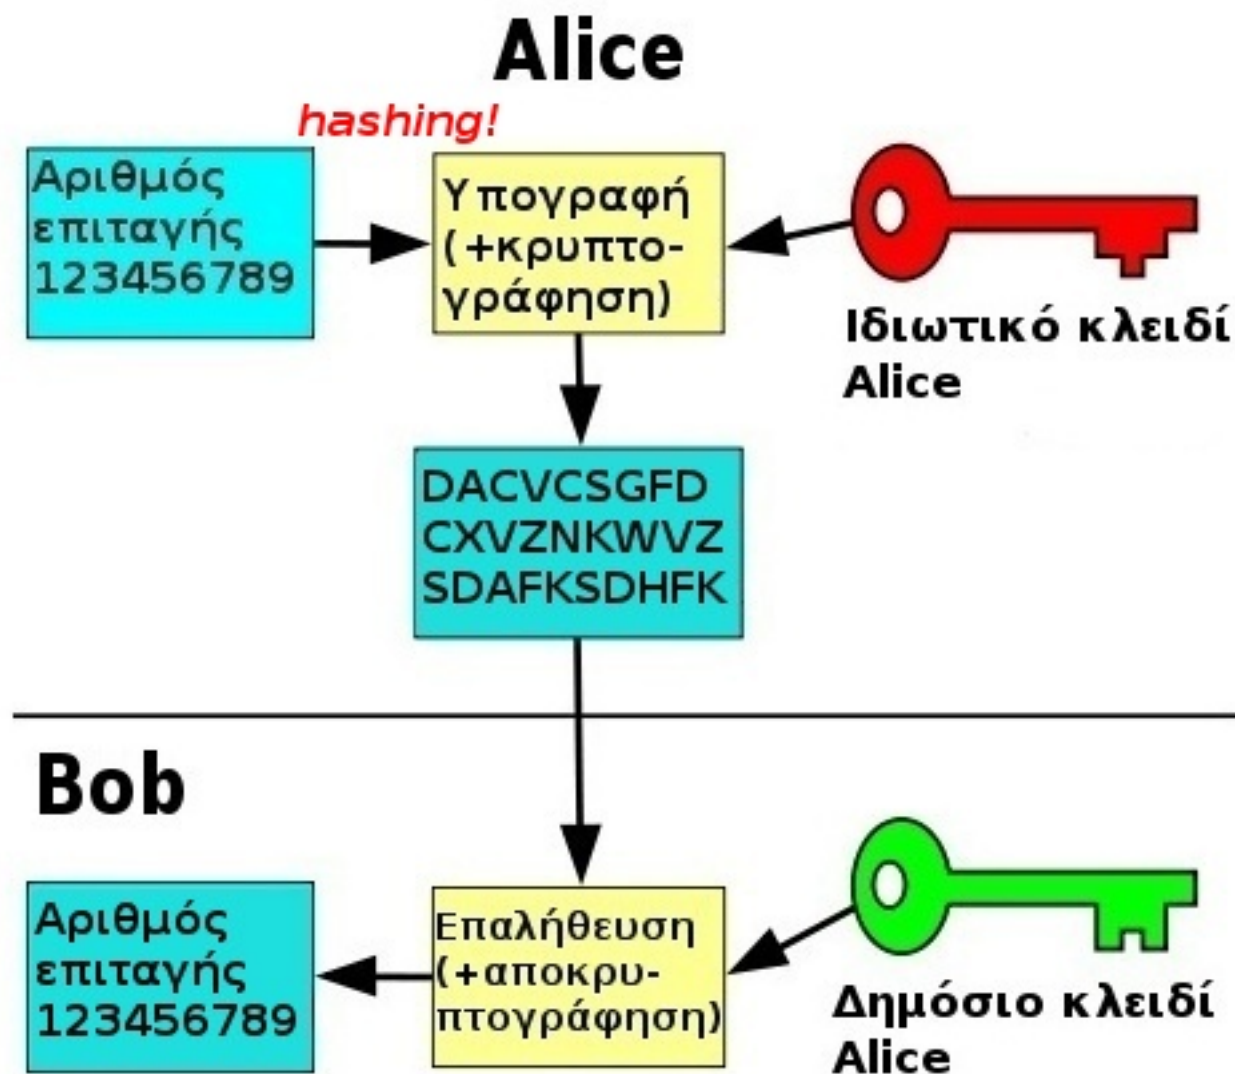 Alice
hashing!
Αριθμός
επιταγής
123456789
Υπογραφή
(+κρυπτο-
γράφηση)
Ιδιωτικό κλειδί
Alice
DACVCSGFD
CXVZNKWVZ
SDAFKSDHFK
Bob
Αριθμός
επιταγής
123456789
Επαλήθευση
(+αποκρυ-
πτογράφηση)
Δημόσιο κλειδί
Alice